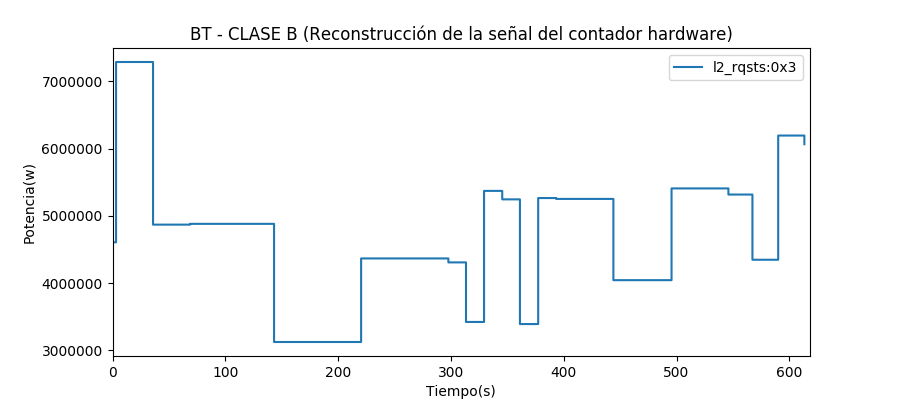 BT - CLASE B (Reconstrucción de la señal del contador hardware)
l2_rqsts:0x3
Potencia(w)
7000000
6000000
5000000
4000000
3000000
0 100 200 300 400 500 600
Tiempo(s)